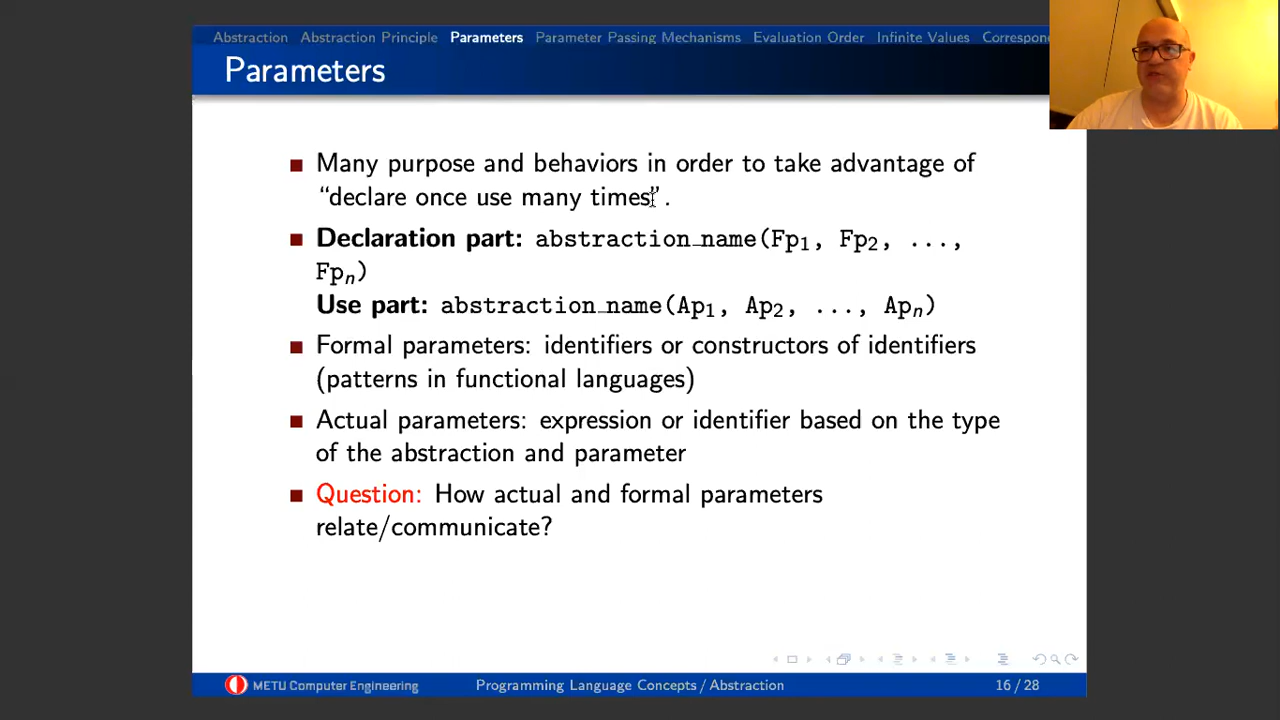 Abstraction Abstraction Principle Parameters Parameter Passing Mechanisms Evaluation Order Infinite Values Correspon
Parameters
Many purpose and behaviors in order to take advantage of
“declare once use many times”.
Declaration part: abstraction_name(Fp1, Fp2, ...,
Fpn)
Use part: abstraction_name(Ap1, Ap2, ..., Apn)
Formal parameters: identifiers or constructors of identifiers
(patterns in functional languages)
Actual parameters: expression or identifier based on the type
of the abstraction and parameter
Question: How actual and formal parameters
relate/communicate?
METU Computer Engineering Programming Language Concepts / Abstraction 16 / 28